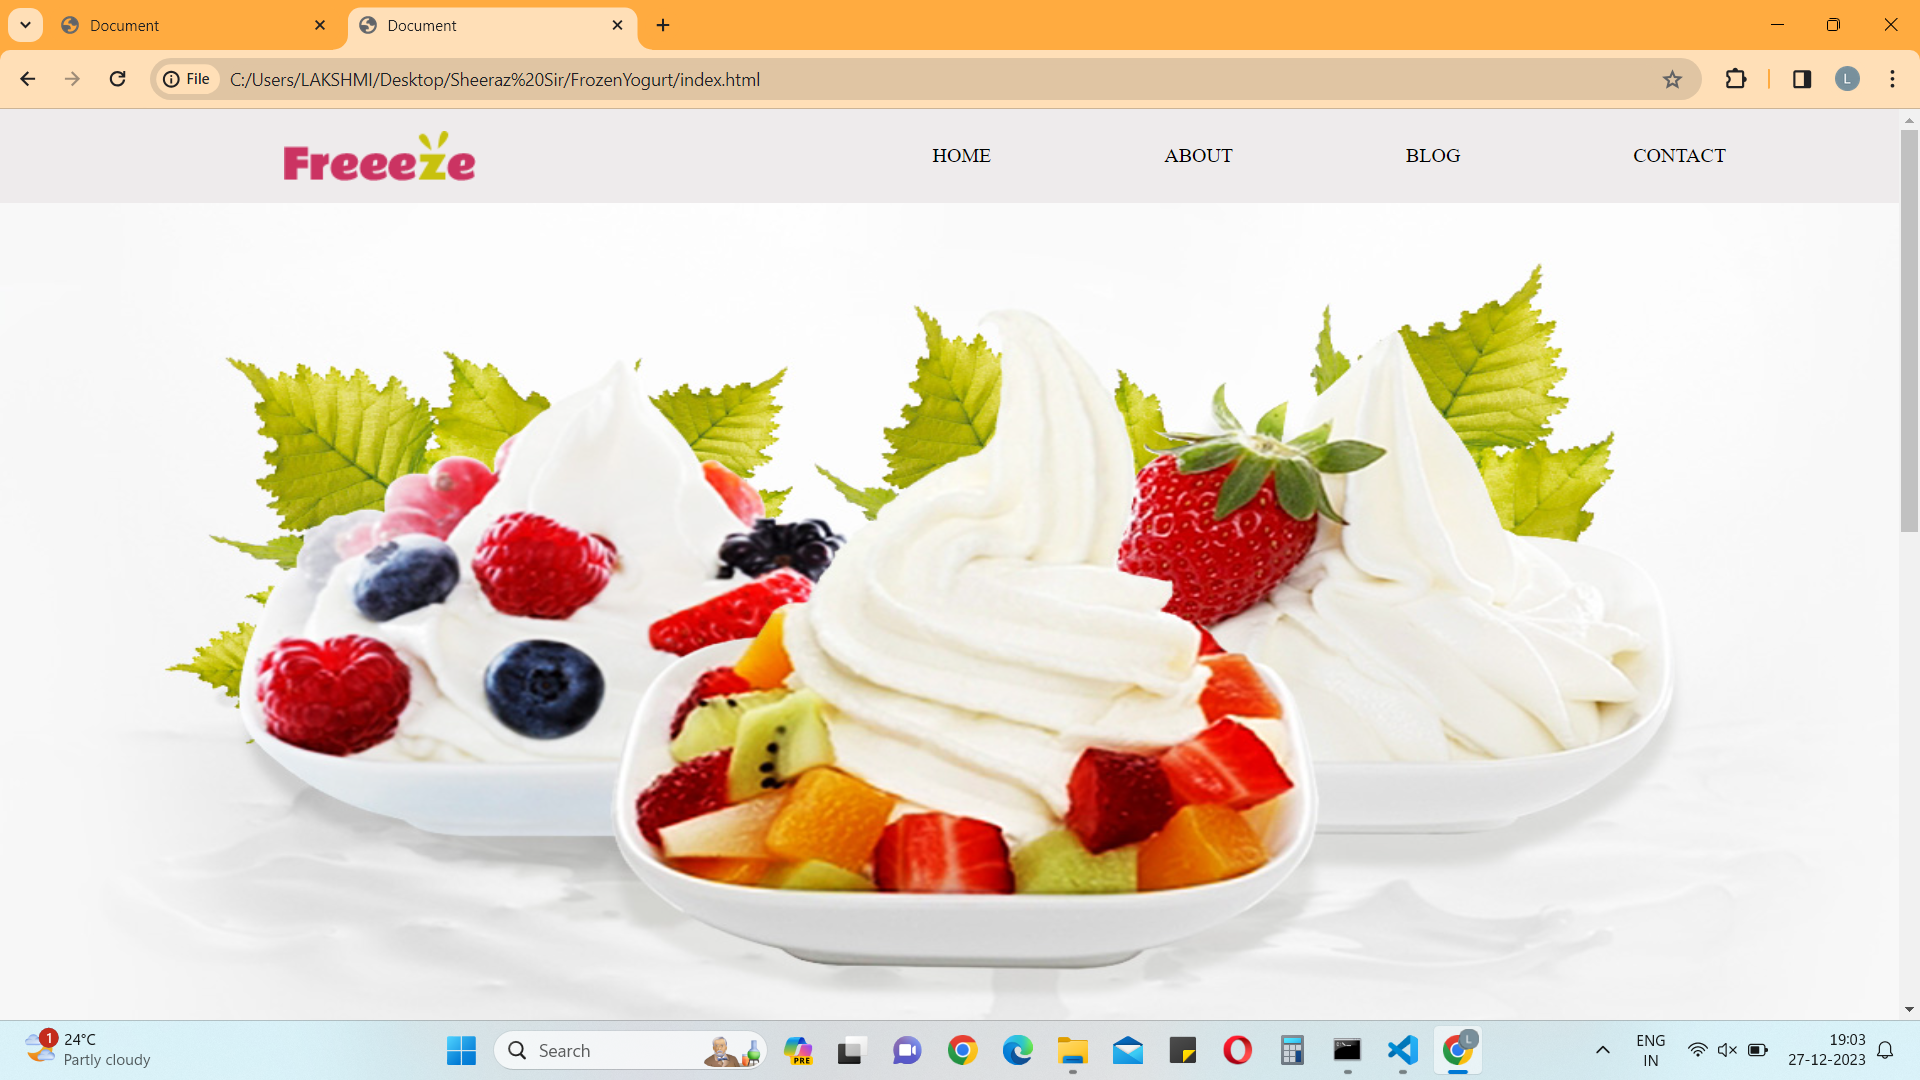 Document
Document
File
C:/Users/LAKSHMI/Desktop/Sheeraz%20Sir/FrozenYogurt/index.html
L
Freeeze
HOME
ABOUT
BLOG
CONTACT
1
24°C
Partly cloudy
Search
PRE
L
ENG
IN
19:03
27-12-2023